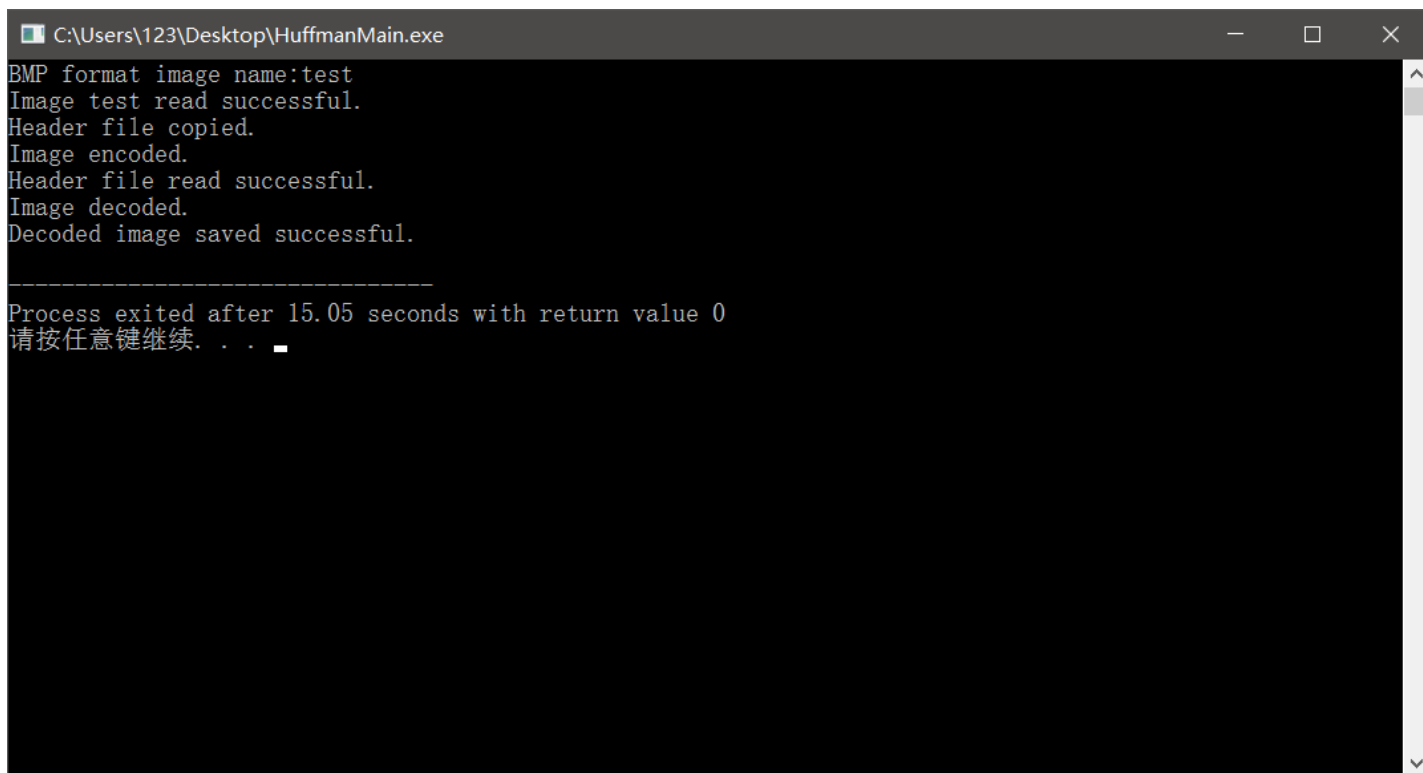 C:\Users\123\Desktop\HuffmanMain.exe
BMP format image name:test
Image test read successful.
Header file copied.
Image encoded.
Header file read successful.
Image decoded.
Decoded image saved successful.
--------------------------------
Process exited after 15.05 seconds with return value 0
请按任意键继续. . .